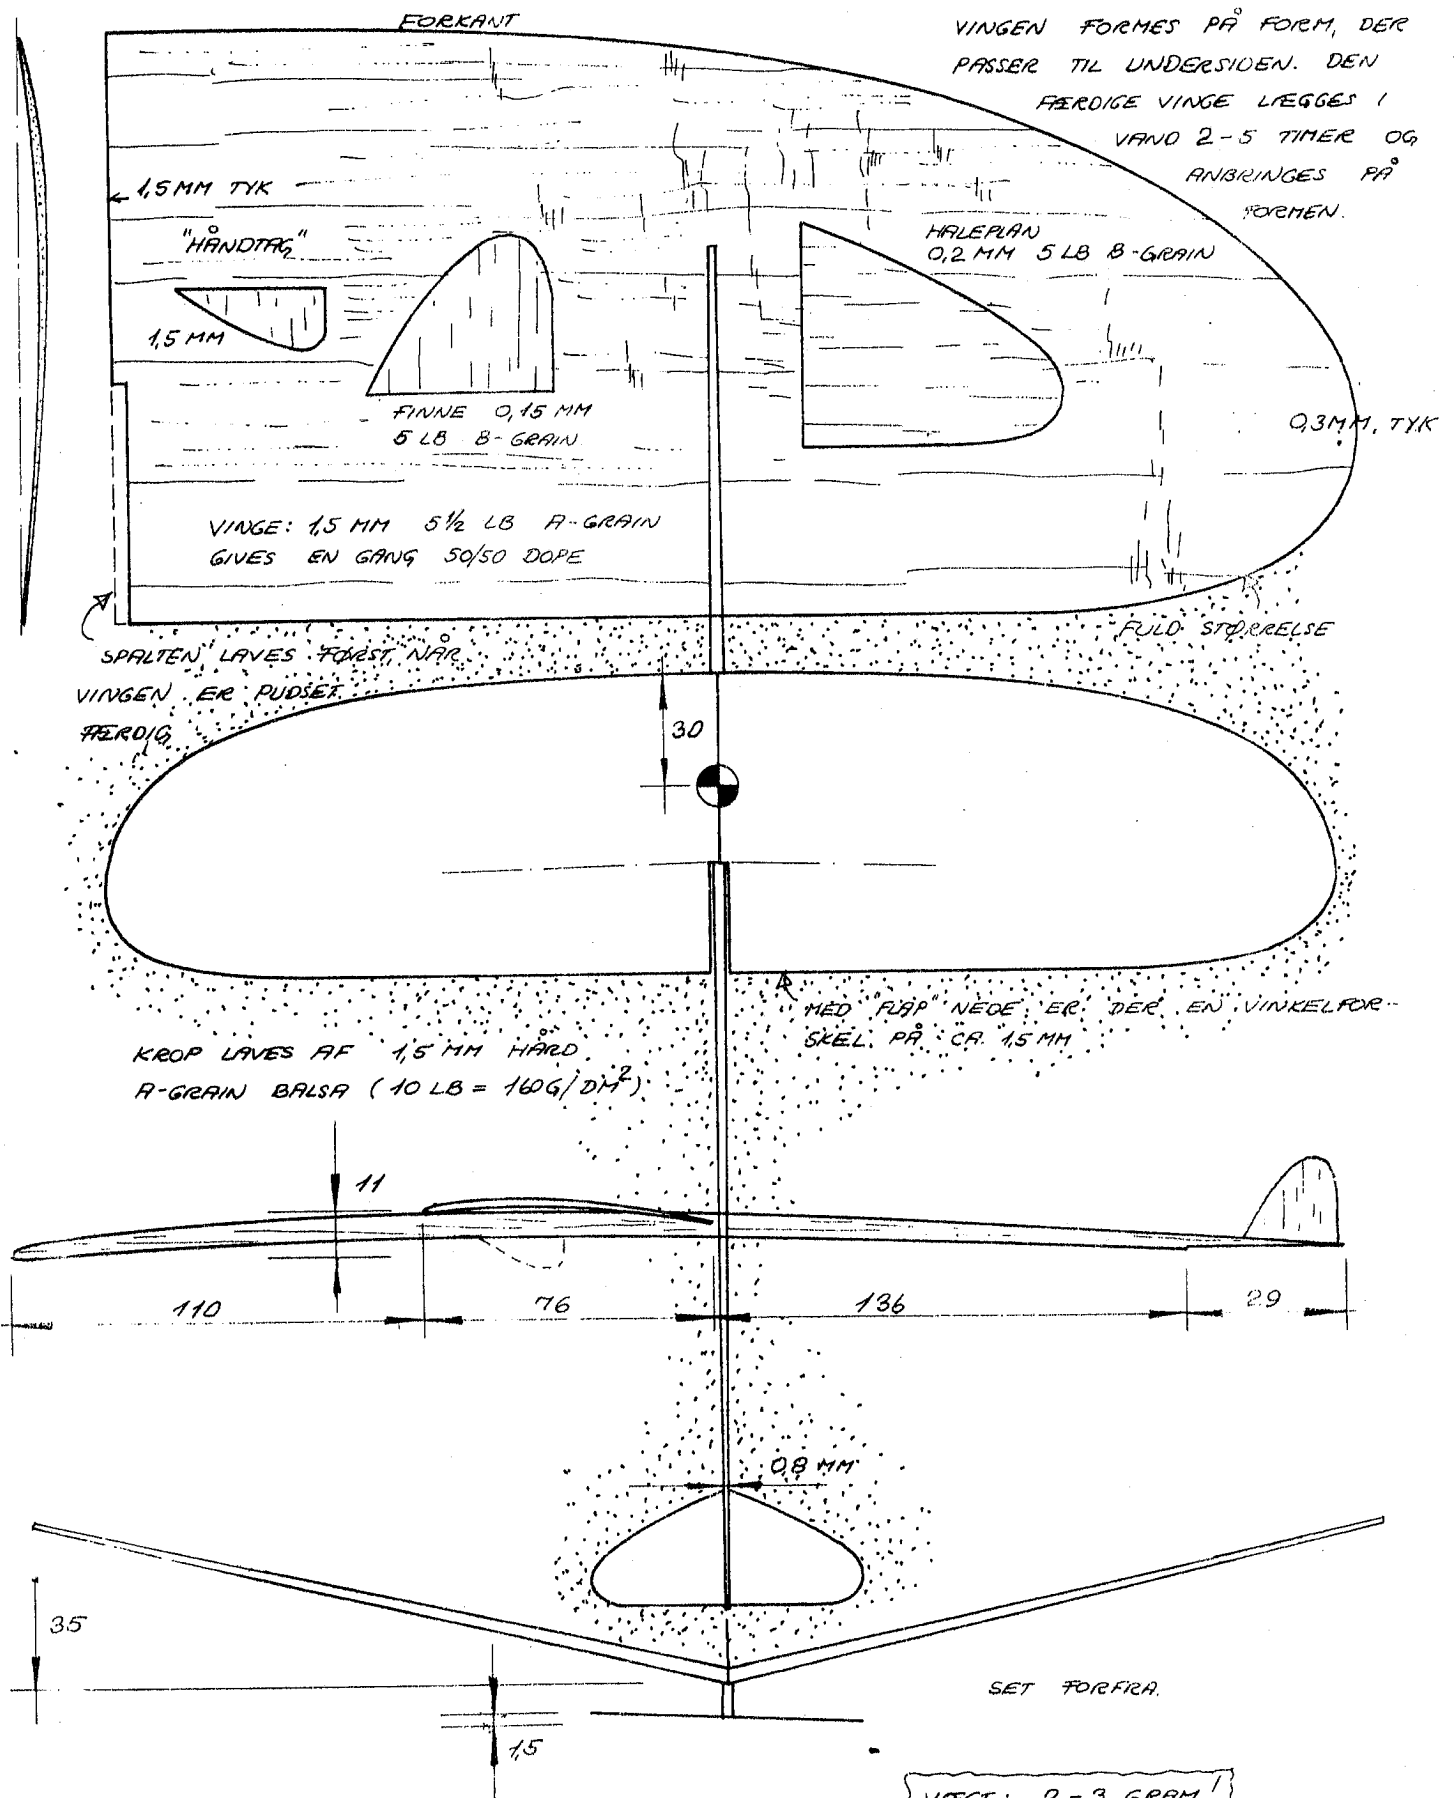 FORKANT
VINGEN FORMES PÅ FORM, DER
PASSER TIL UNDERSIDEN. DEN
FÆRDIGE VINGE LÆGGES I
VAND 2-5 TIMER OG
ANBRINGES PÅ
FORMEN.
1,5 MM TYK
"HÅNDTAG"
1,5 MM
HALEPLAN
0,2 MM 5 LB B-GRAIN
FINNE 0,15 MM
5 LB B-GRAIN
0,3 MM. TYK
VINGE: 1,5 MM 5½ LB A-GRAIN
GIVES EN GANG 50/50 DOPE
FULD STØRRELSE
SPALTEN LAVES FØRST, NÅR
VINGEN ER PUDSET
FÆRDIG
30
MED "FLAP" NEDE ER DER EN VINKELFOR-
SKEL PÅ CA. 1,5 MM
KROP LAVES AF 1,5 MM HÅRD
A-GRAIN BALSA (10 LB = 160G/DM²)
11
110
76
136
29
0,8 MM
35
SET FORFRA.
1,5
VÆGT: 2-3 GRAM!